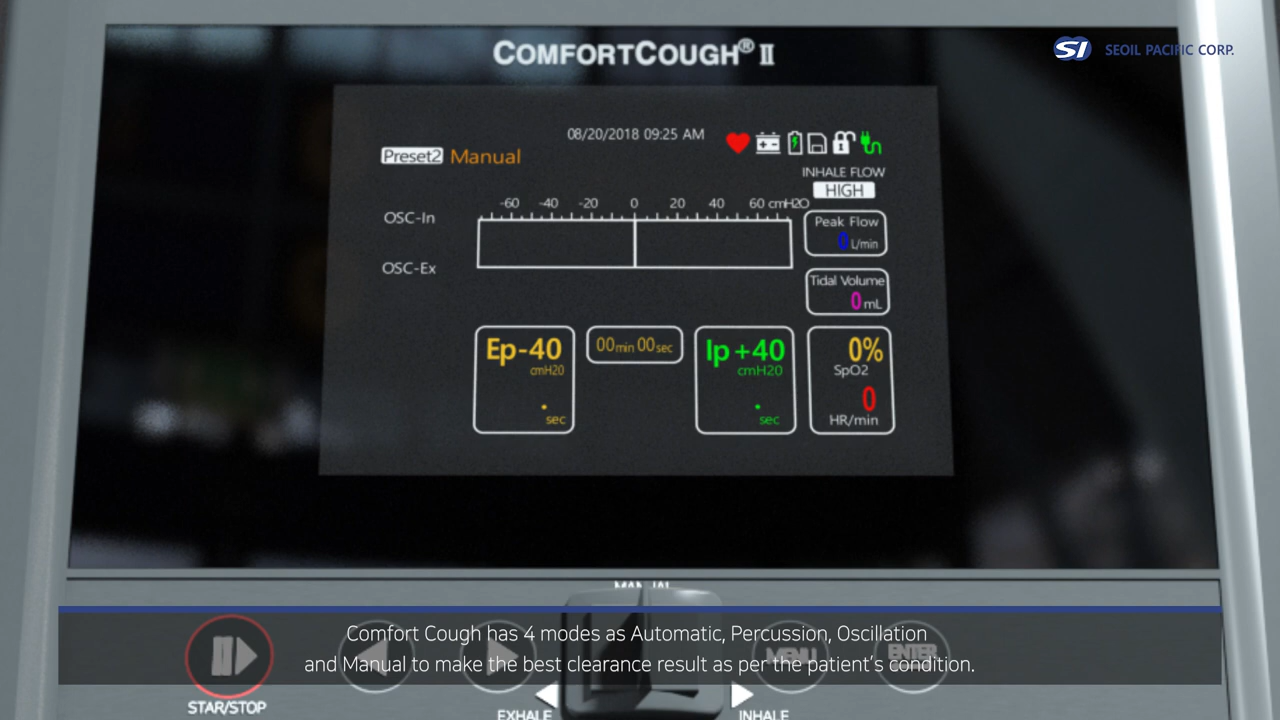 COMFORTCOUGH® II
SI SEOIL PACIFIC CORP.
08/20/2018 09:25 AM
Preset2 Manual
INHALE FLOW
HIGH
-60 -40 -20 0 20 40 60 cmH2O
OSC-In
OSC-Ex
Peak Flow
0 L/min
Tidal Volume
0 mL
Ep-40
cmH20
. sec
00min 00sec
Ip +40
cmH20
. sec
0%
SpO2
0
HR/min
MANUAL
Comfort Cough has 4 modes as Automatic, Percussion, Oscillation
and Manual to make the best clearance result as per the patient's condition.
MENU
ENTER
STAR/STOP
EXHALE
INHALE